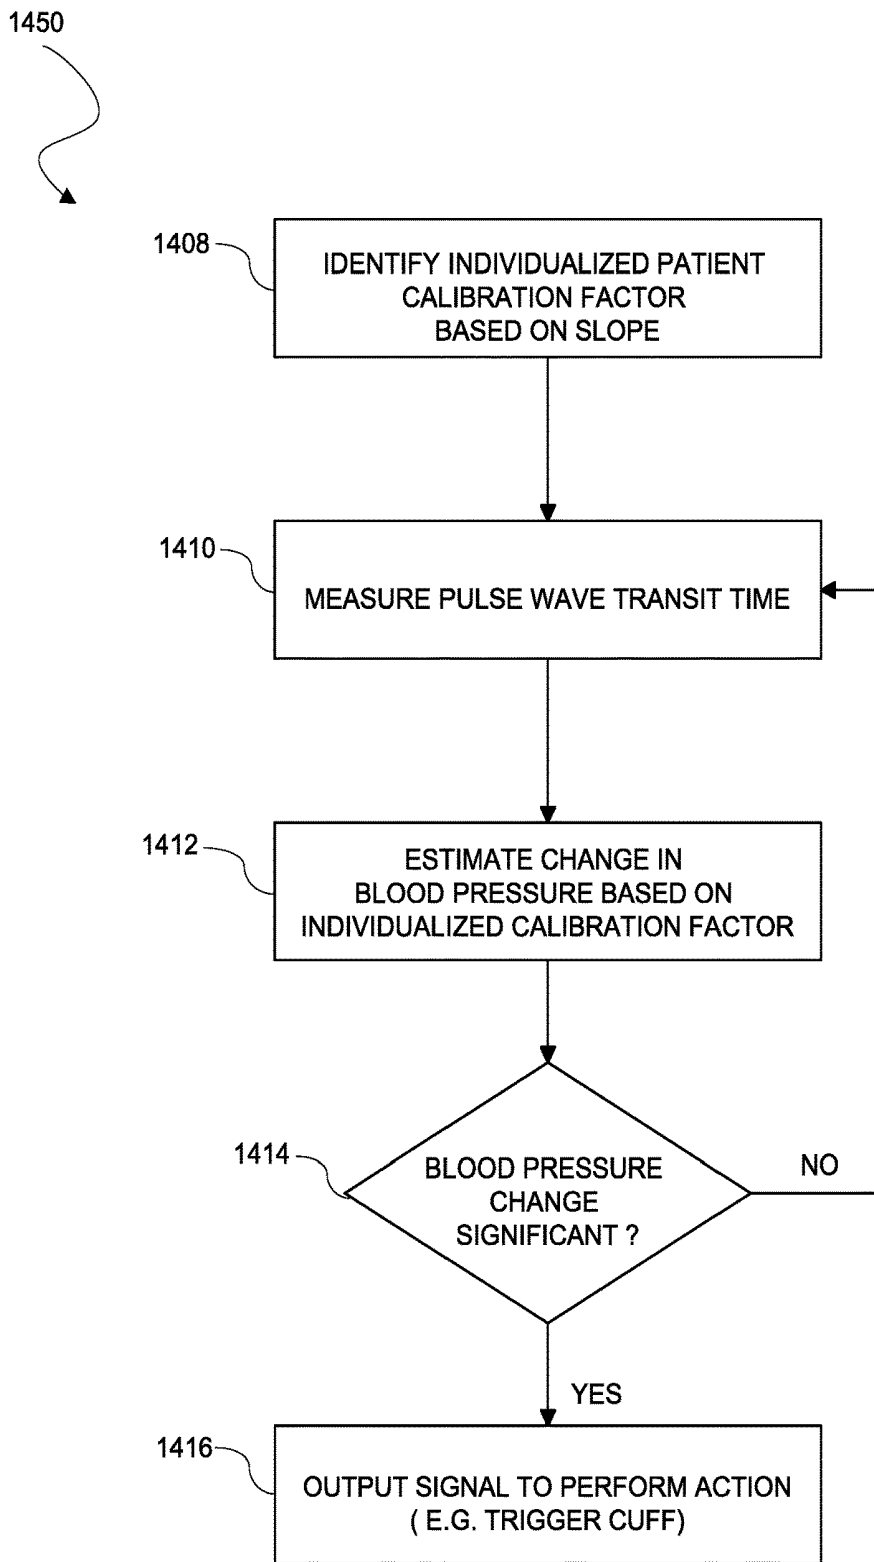 1450
1408
IDENTIFY INDIVIDUALIZED PATIENT
CALIBRATION FACTOR
BASED ON SLOPE
1410
MEASURE PULSE WAVE TRANSIT TIME
1412
ESTIMATE CHANGE IN
BLOOD PRESSURE BASED ON
INDIVIDUALIZED CALIBRATION FACTOR
1414
BLOOD PRESSURE
CHANGE
SIGNIFICANT ?
NO
YES
1416
OUTPUT SIGNAL TO PERFORM ACTION
( E.G. TRIGGER CUFF)